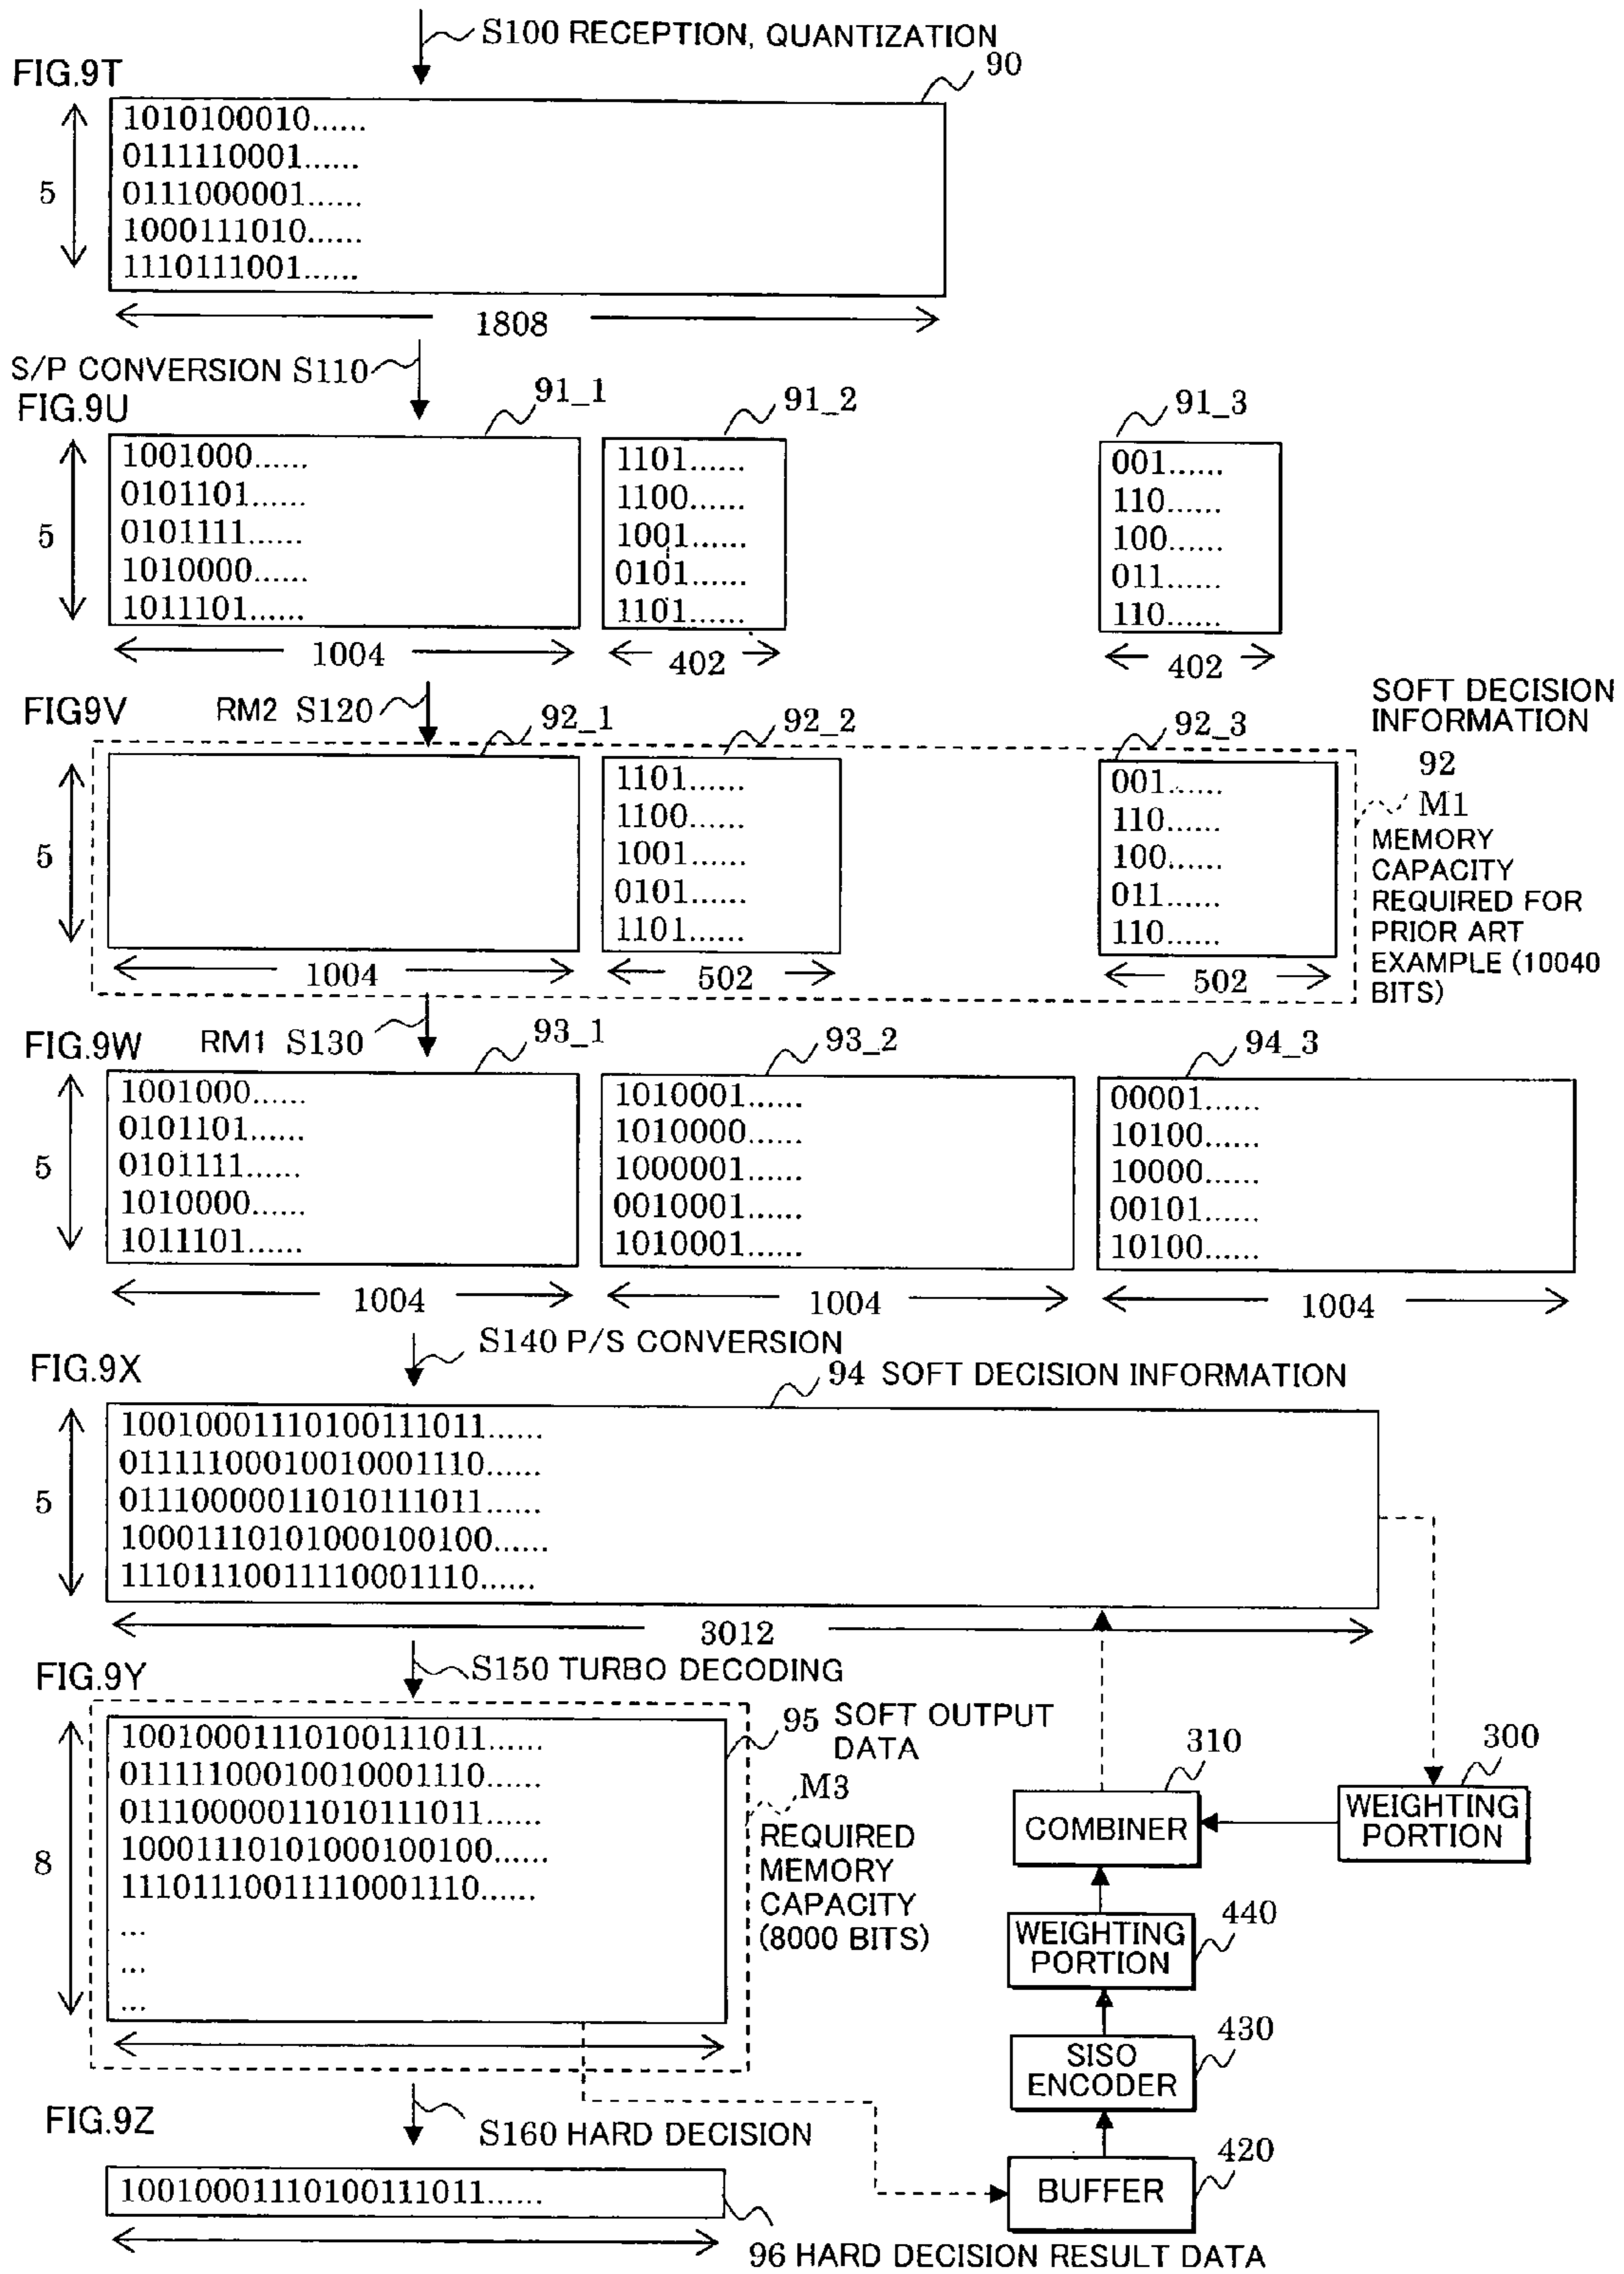 S100 RECEPTION, QUANTIZATION
FIG.9T
90
1010100010......
0111110001......
0111000001......
1000111010......
1110111001......
5
1808
S/P CONVERSION S110
FIG.9U
91_1
91_2
91_3
1001000......
0101101......
0101111......
1010000......
1011101......
1101......
1100......
1001......
0101......
1101......
001......
110......
100......
011......
110......
5
1004
402
402
FIG9V
RM2 S120
92_1
92_2
92_3
SOFT DECISION
INFORMATION
92
M1
MEMORY
CAPACITY
REQUIRED FOR
PRIOR ART
EXAMPLE (10040
BITS)
1101......
1100......
1001......
0101......
1101......
001......
110......
100......
011......
110......
5
1004
502
502
FIG.9W
RM1 S130
93_1
93_2
94_3
1001000......
0101101......
0101111......
1010000......
1011101......
1010001......
1010000......
1000001......
0010001......
1010001......
00001......
10100......
10000......
00101......
10100......
5
1004
1004
1004
S140 P/S CONVERSION
FIG.9X
94 SOFT DECISION INFORMATION
10010001110100111011......
01111100010010001110......
01110000011010111011......
10001110101000100100......
11101110011110001110......
5
3012
S150 TURBO DECODING
FIG.9Y
10010001110100111011......
01111100010010001110......
01110000011010111011......
10001110101000100100......
11101110011110001110......
...
...
...
8
95 SOFT OUTPUT
DATA
M3
REQUIRED
MEMORY
CAPACITY
(8000 BITS)
310
COMBINER
300
WEIGHTING
PORTION
440
WEIGHTING
PORTION
430
SISO
ENCODER
420
BUFFER
FIG.9Z
S160 HARD DECISION
10010001110100111011......
96 HARD DECISION RESULT DATA